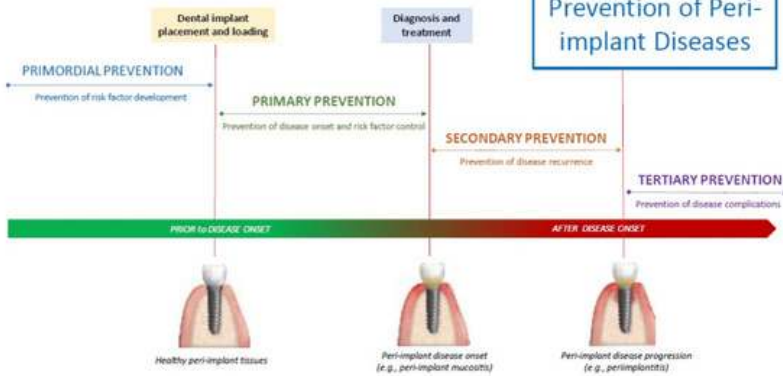 Prevention of Peri-
implant Diseases
Dental implant
placement and loading
Diagnosis and
treatment
PRIMORDIAL PREVENTION
Prevention of risk factor development
PRIMARY PREVENTION
Prevention of disease onset and risk factor control
SECONDARY PREVENTION
Prevention of disease recurrence
TERTIARY PREVENTION
Prevention of disease complications
PRIOR to DISEASE ONSET
AFTER DISEASE ONSET
Healthy peri-implant tissues
Peri-implant disease onset
(e.g., peri-implant mucositis)
Peri-implant disease progression
(e.g., periimplantitis)